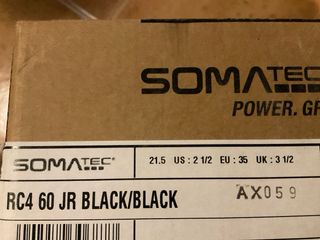 SOMATEC
POWER. GR
SOMATEC 21.5 US : 2 1/2 EU : 35 UK : 3 1/2
RC4 60 JR BLACK/BLACK AX059